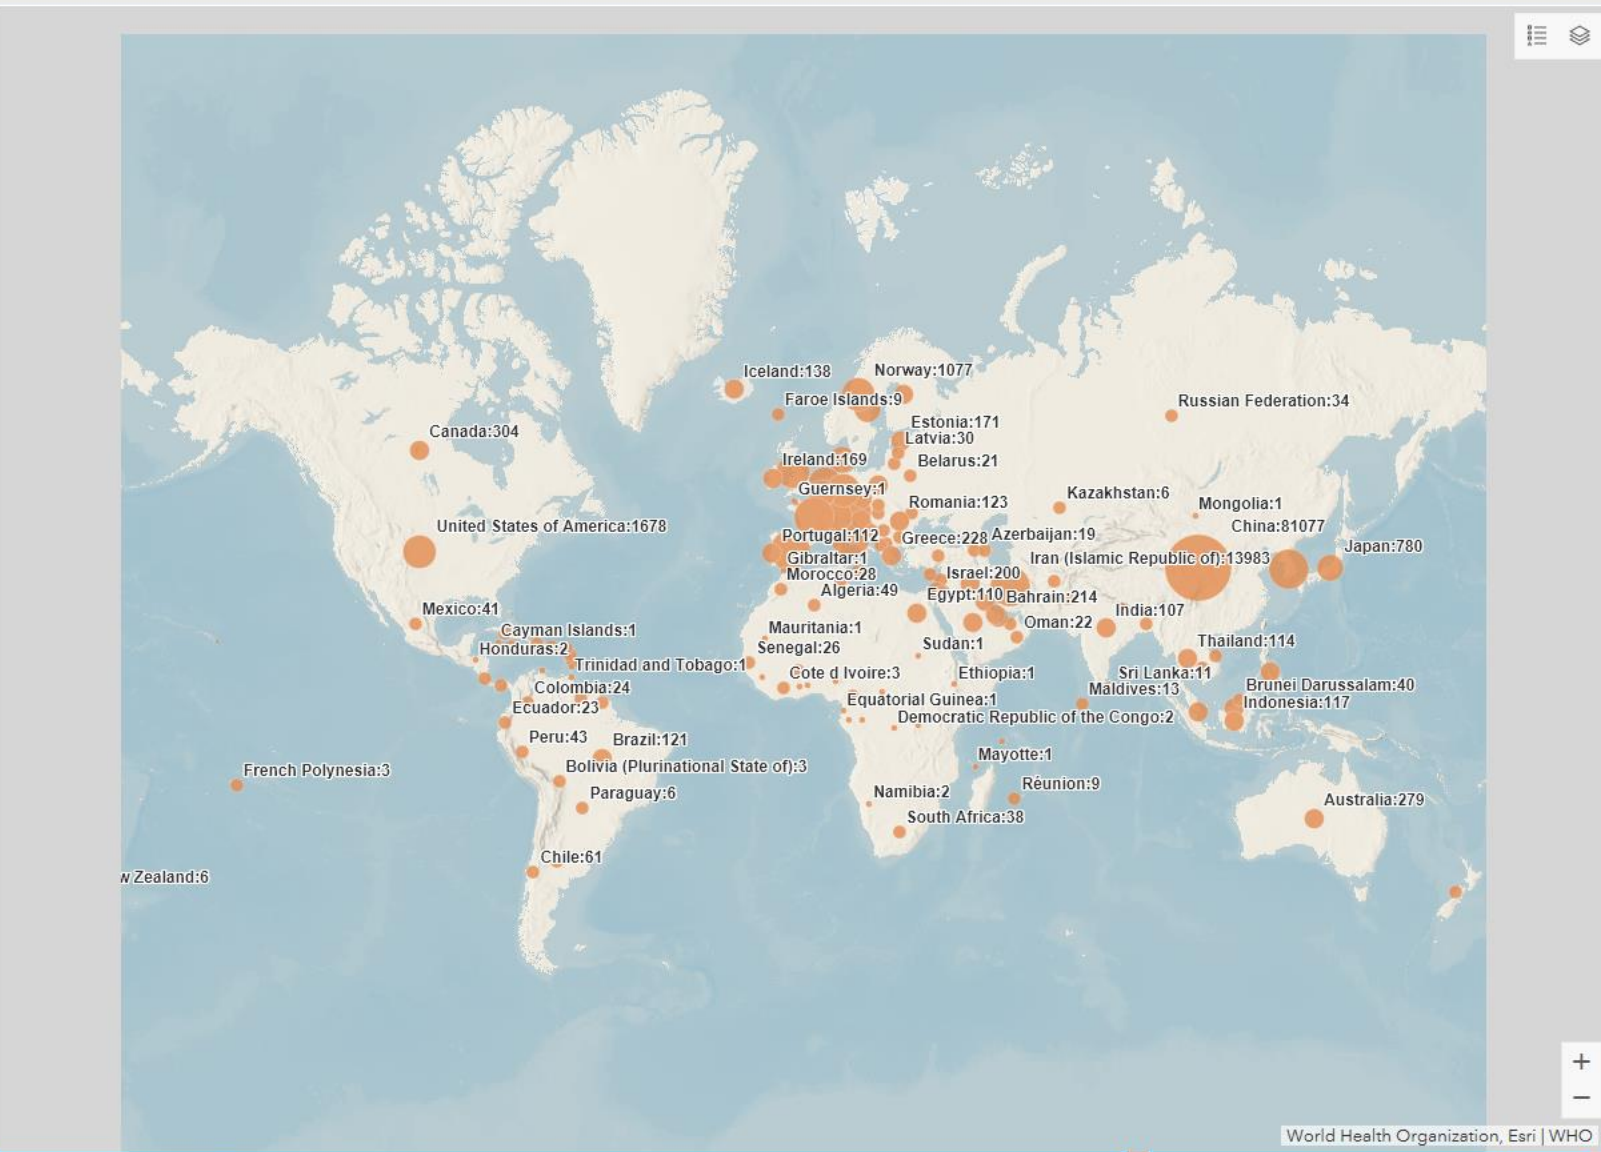 Iceland:138
Norway:1077
Faroe Islands:9
Russian Federation:34
Estonia:171
Canada:304
Latvia:30
Ireland:169
Belarus:21
Guernsey:1
Kazakhstan:6
Romania:123
Mongolia:1
United States of America:1678
China:81077
Portugal:112
Greece:228
Azerbaijan:19
Japan:780
Gibraltar:1
Iran (Islamic Republic of):13983
Morocco:28
Israel:200
Algeria:49
Egypt:110
Bahrain:214
Mexico:41
India:107
Cayman Islands:1
Mauritania:1
Oman:22
Honduras:2
Senegal:26
Sudan:1
Thailand:114
Trinidad and Tobago:1
Cote d Ivoire:3
Ethiopia:1
Sri Lanka:11
Colombia:24
Maldives:13
Brunei Darussalam:40
Ecuador:23
Equatorial Guinea:1
Indonesia:117
Democratic Republic of the Congo:2
Peru:43
Brazil:121
Mayotte:1
French Polynesia:3
Bolivia (Plurinational State of):3
Réunion:9
Paraguay:6
Namibia:2
Australia:279
South Africa:38
Chile:61
w Zealand:6
+
−
World Health Organization, Esri | WHO